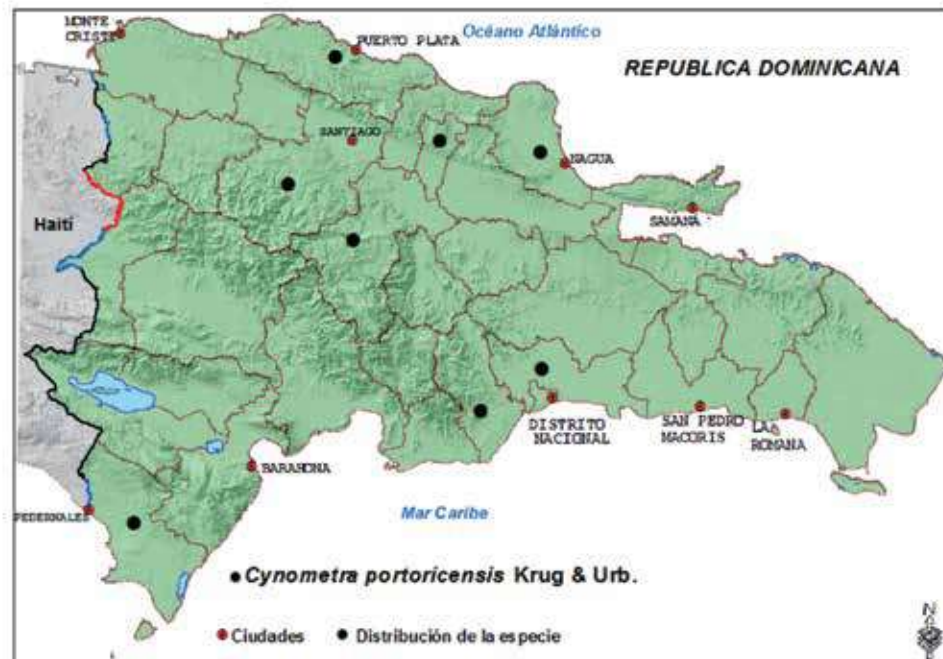 MONTE
CRISTI
Océano Atlántico
PUERTO PLATA
REPUBLICA DOMINICANA
SANTIAGO
NAGUA
SAMANÁ
Haití
DISTRITO
NACIONAL
SAN PEDRO
MACORIS
LA
ROMANA
BARAHONA
PEDERNALES
Mar Caribe
● Cynometra portoricensis Krug & Urb.
Ciudades
Distribución de la especie
N